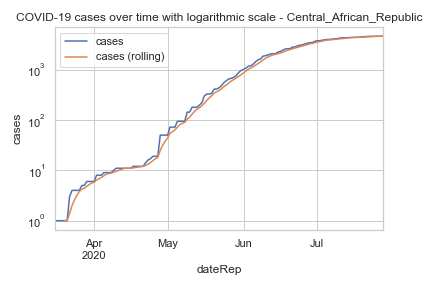 COVID-19 cases over time with logarithmic scale - Central_African_Republic
cases
cases (rolling)
cases
10³
10²
10¹
10⁰
Apr
2020
May
Jun
Jul
dateRep